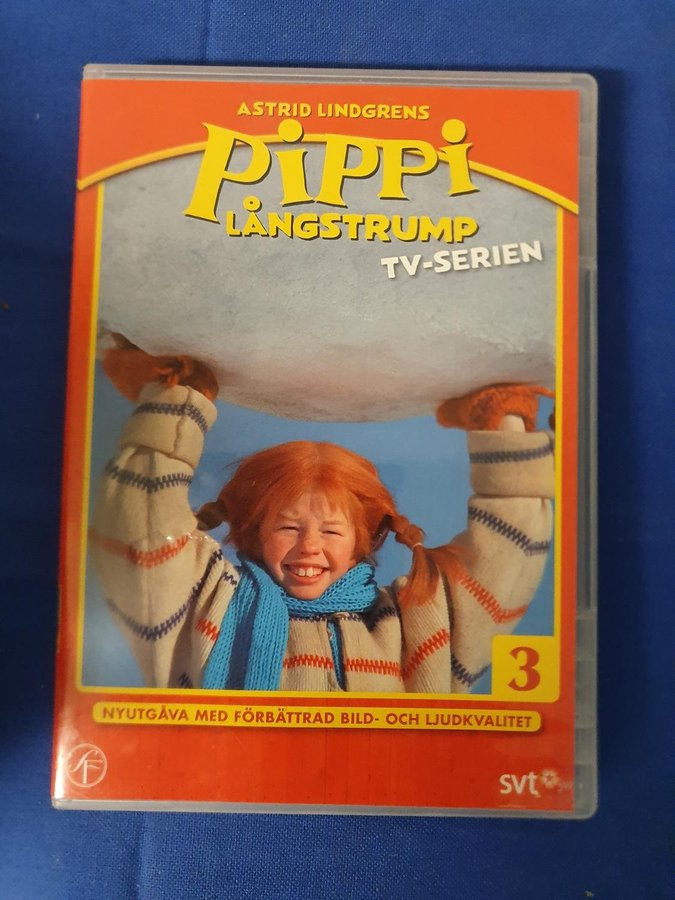 ASTRID LINDGRENS
PIPPI
LÅNGSTRUMP
TV-SERIEN
3
NYUTGÅVA MED FÖRBÄTTRAD BILD- OCH LJUDKVALITET
SF
svt